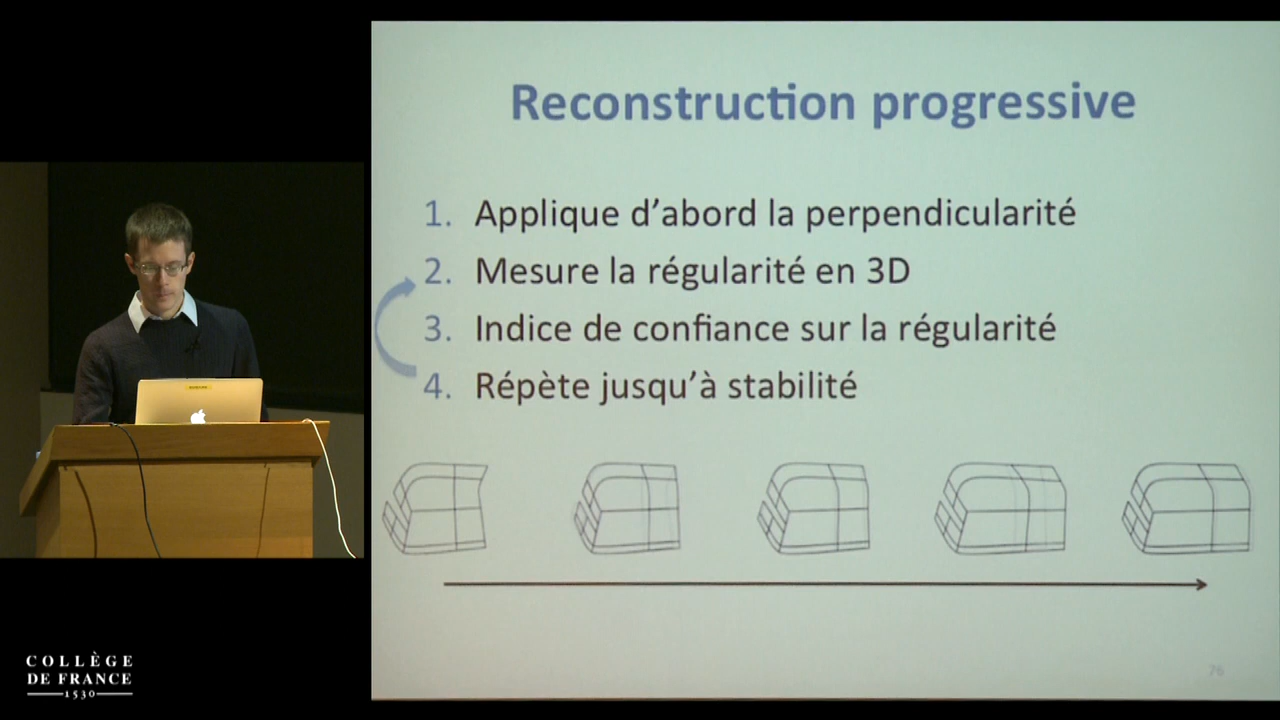 Reconstruction progressive
1. Applique d'abord la perpendicularité
2. Mesure la régularité en 3D
3. Indice de confiance sur la régularité
4. Répète jusqu'à stabilité
76
COLLÈGE
DE FRANCE
1530